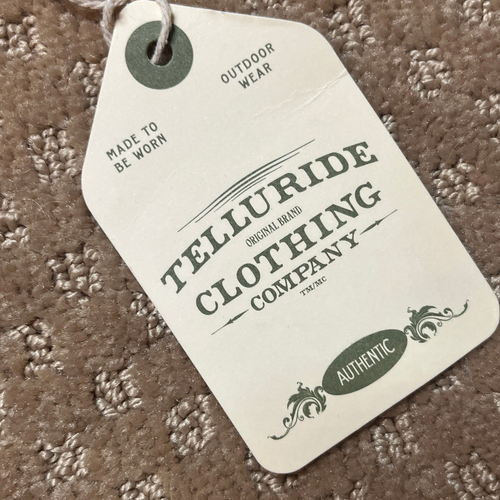 MADE TO
BE WORN
OUTDOOR
WEAR
TELLURIDE
ORIGINAL BRAND
CLOTHING
COMPANY
TM/MC
AUTHENTIC